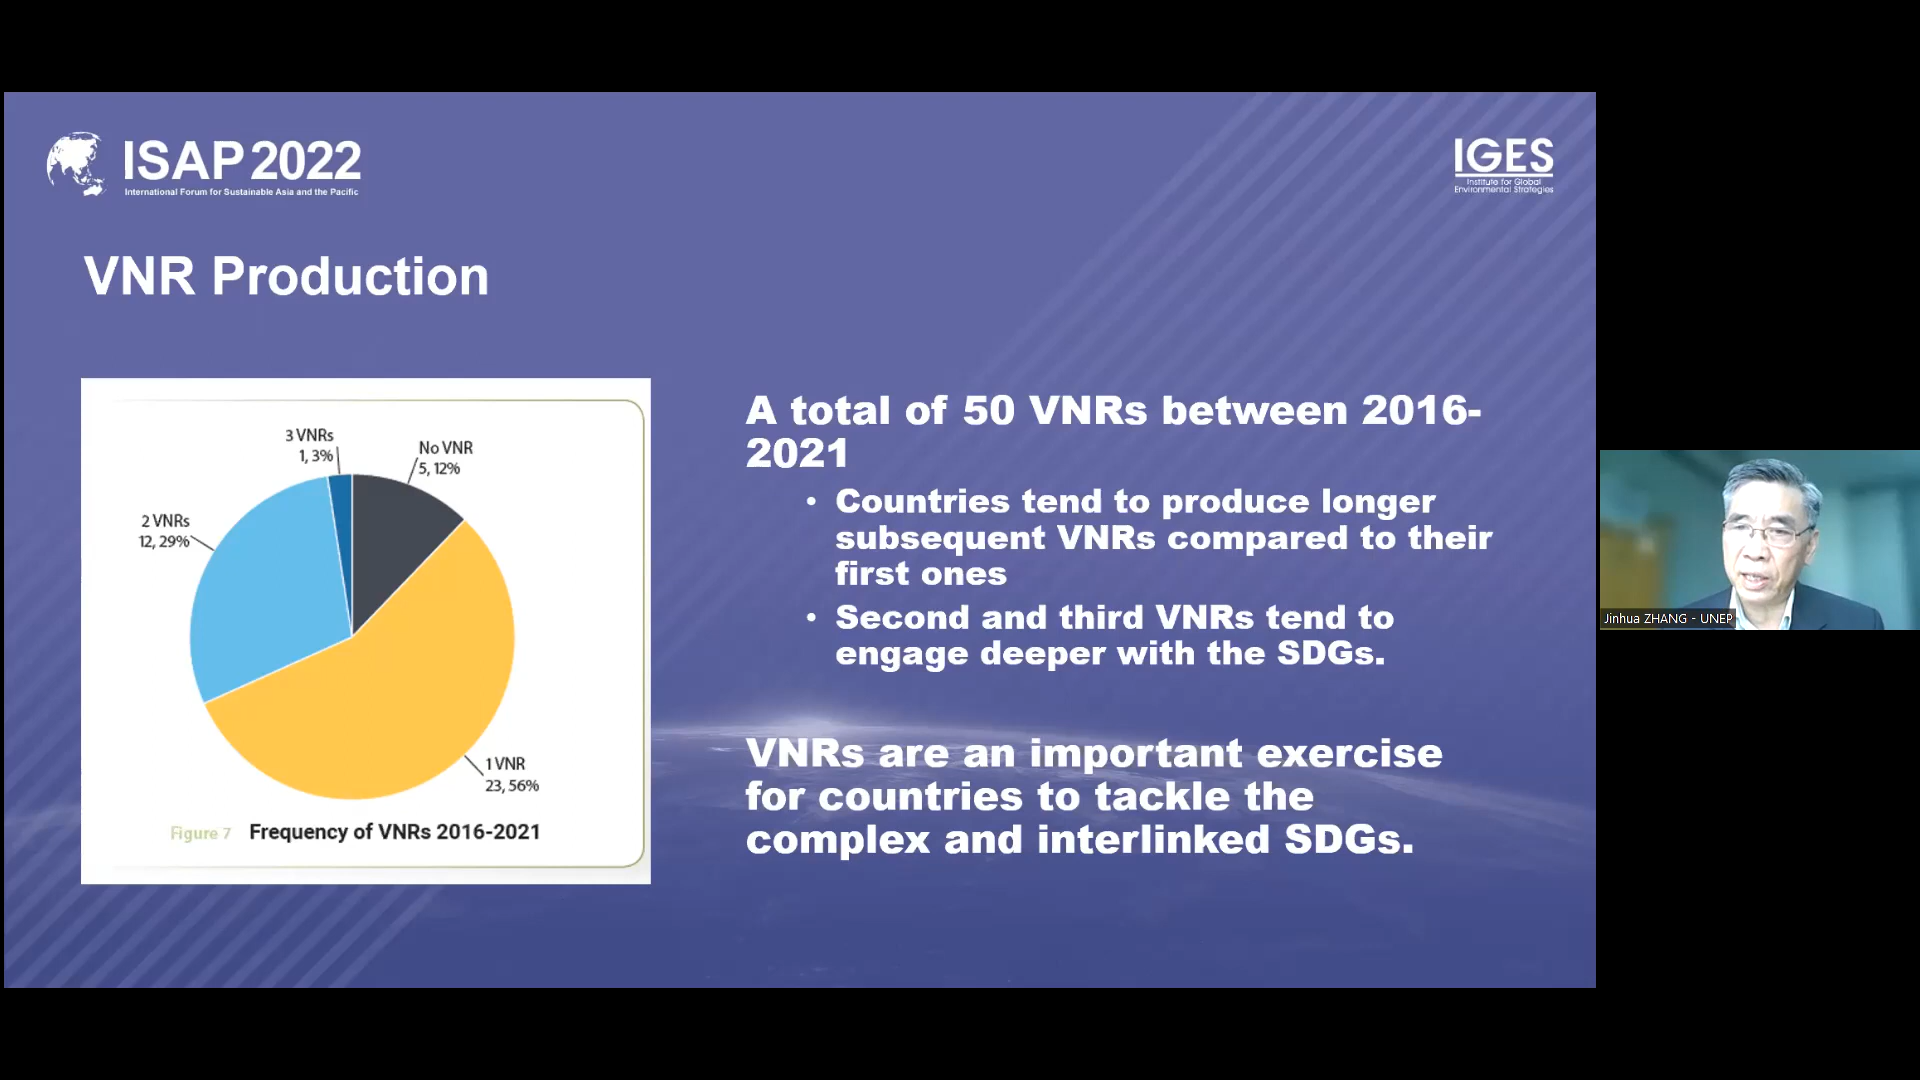 ISAP 2022
International Forum for Sustainable Asia and the Pacific
IGES
Institute for Global
Environmental Strategies
VNR Production
3 VNRs
1, 3%
No VNR
5, 12%
2 VNRs
12, 29%
1 VNR
23, 56%
Figure 7 Frequency of VNRs 2016-2021
A total of 50 VNRs between 2016-
2021
• Countries tend to produce longer
subsequent VNRs compared to their
first ones
• Second and third VNRs tend to
engage deeper with the SDGs.
VNRs are an important exercise
for countries to tackle the
complex and interlinked SDGs.
Jinhua ZHANG - UNEP